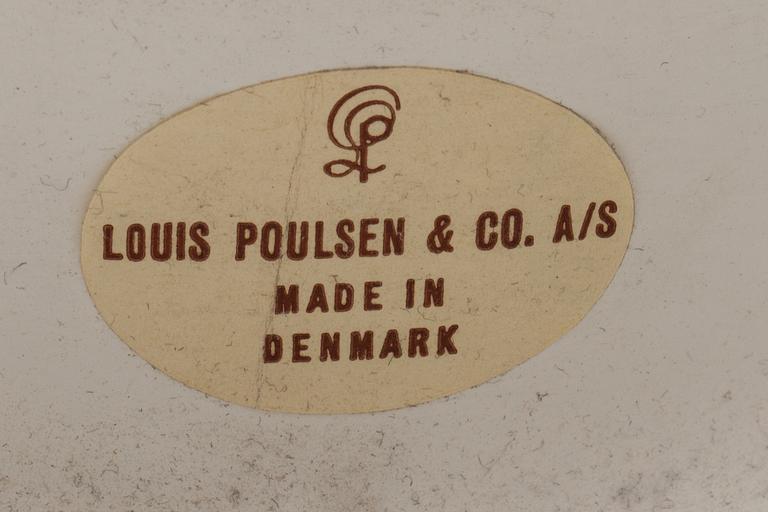 LOUIS POULSEN & CO. A/S
MADE IN
DENMARK